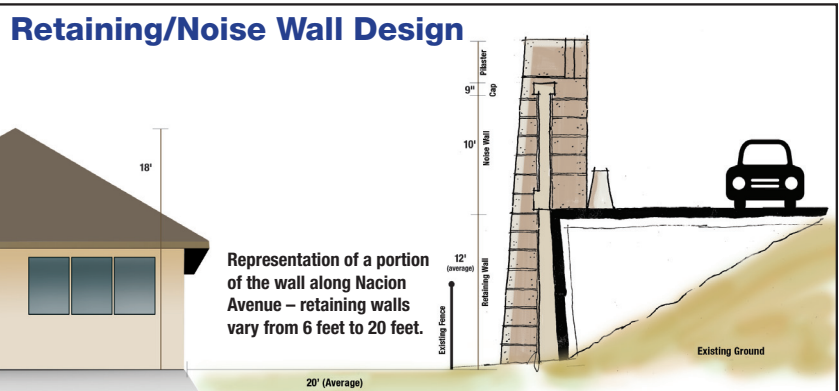 Retaining/Noise Wall Design
Pilaster
9"
Cap
10'
Noise Wall
18'
Representation of a portion
of the wall along Nacion
Avenue – retaining walls
vary from 6 feet to 20 feet.
12'
(average)
Retaining Wall
Existing Fence
Existing Ground
20' (Average)